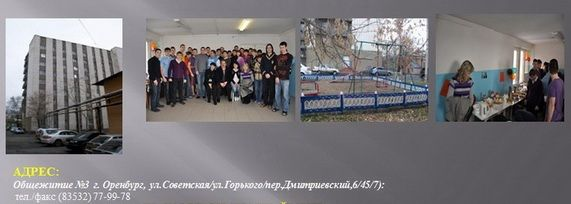 АДРЕС:
Общежитие №3 г. Оренбург, ул.Советская/ул.Горького/пер.Дмитриевский,6/45/7):
тел./факс (83532) 77-99-78